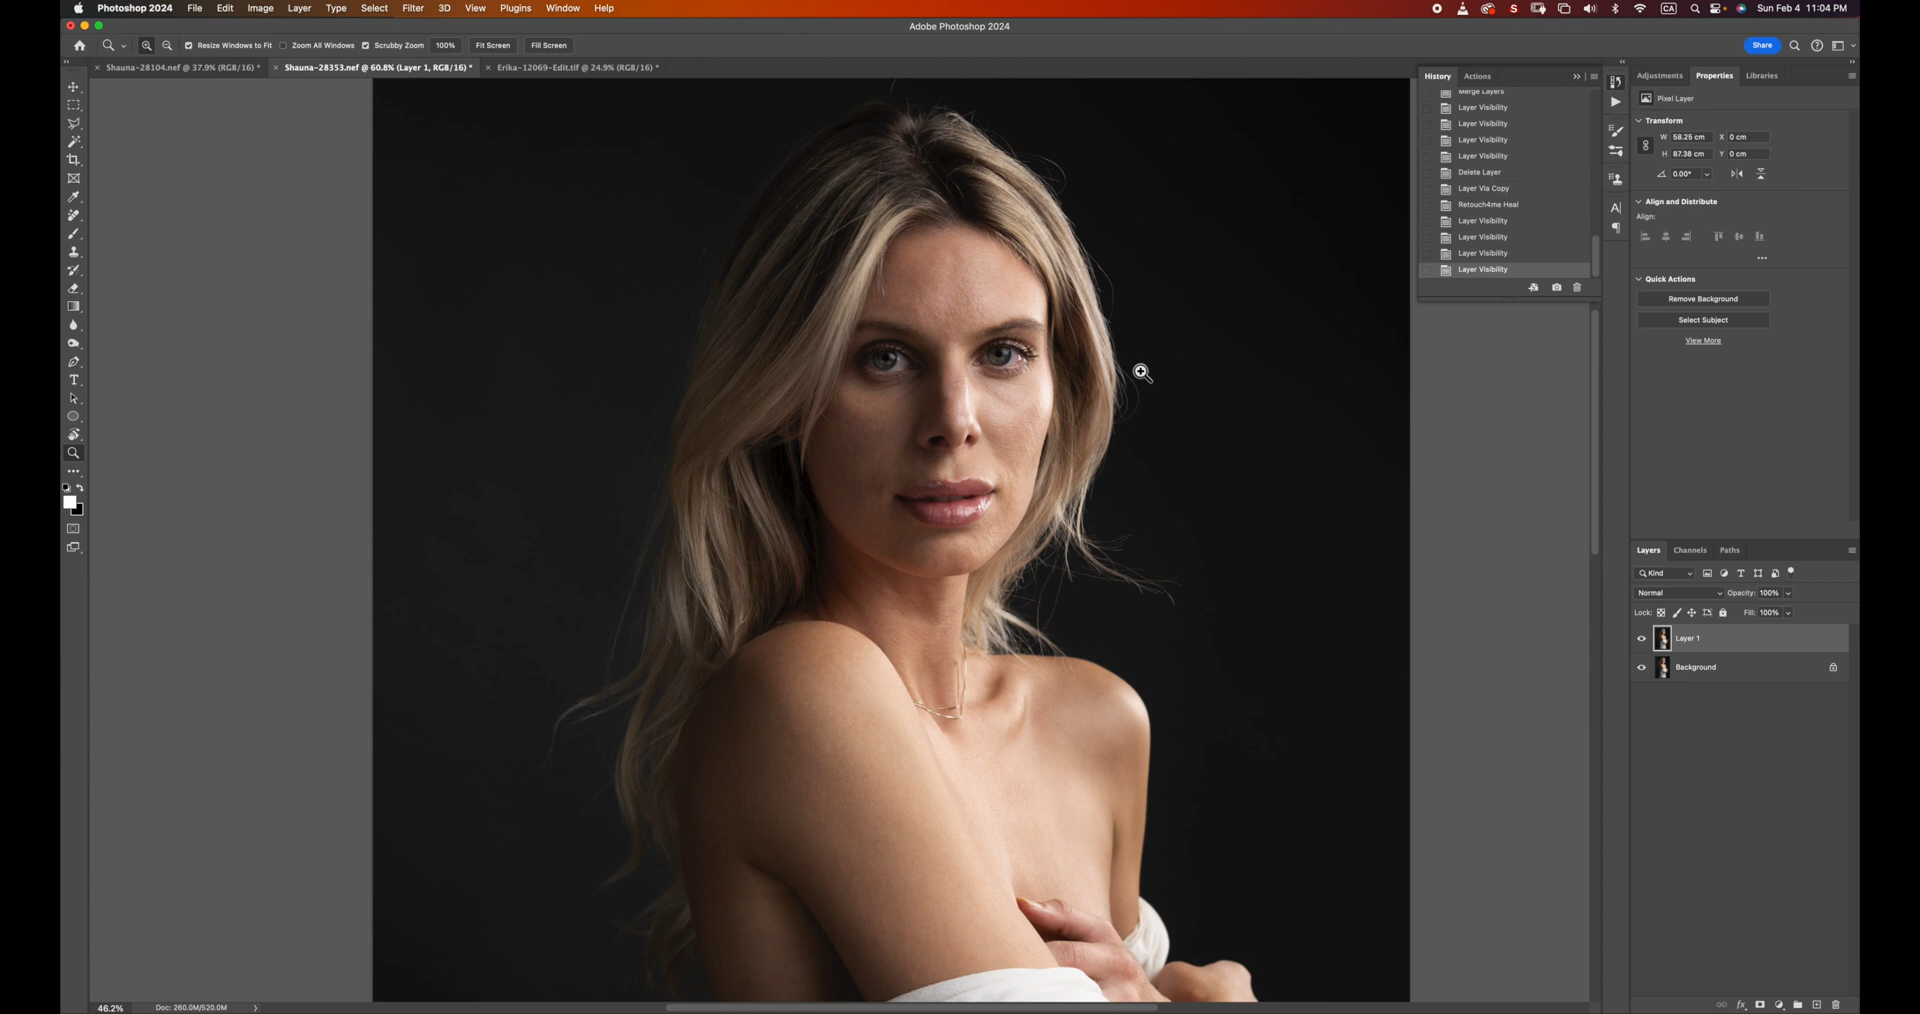 Photoshop 2024 File Edit Image Layer Type Select Filter 3D View Plugins Window Help CA Sun Feb 4 11:04 PM
Adobe Photoshop 2024
Resize Windows to Fit Zoom All Windows Scrubby Zoom 100% Fit Screen Fill Screen Share
× Shauna-28104.nef @ 37.9% (RGB/16) * × Shauna-28353.nef @ 60.8% (Layer 1, RGB/16) * × Erika-12069-Edit.tif @ 24.9% (RGB/16) *
History Actions
Merge Layers
Layer Visibility
Layer Visibility
Layer Visibility
Layer Visibility
Delete Layer
Layer Via Copy
Retouch4me Heal
Layer Visibility
Layer Visibility
Layer Visibility
Layer Visibility
Adjustments Properties Libraries
Pixel Layer
Transform
W 58.25 cm X 0 cm
H 87.38 cm Y 0 cm
0.00°
Align and Distribute
Align:
Quick Actions
Remove Background
Select Subject
View More
Layers Channels Paths
Kind
Normal Opacity: 100%
Lock: Fill: 100%
Layer 1
Background
46.2% Doc: 260.0M/520.0M